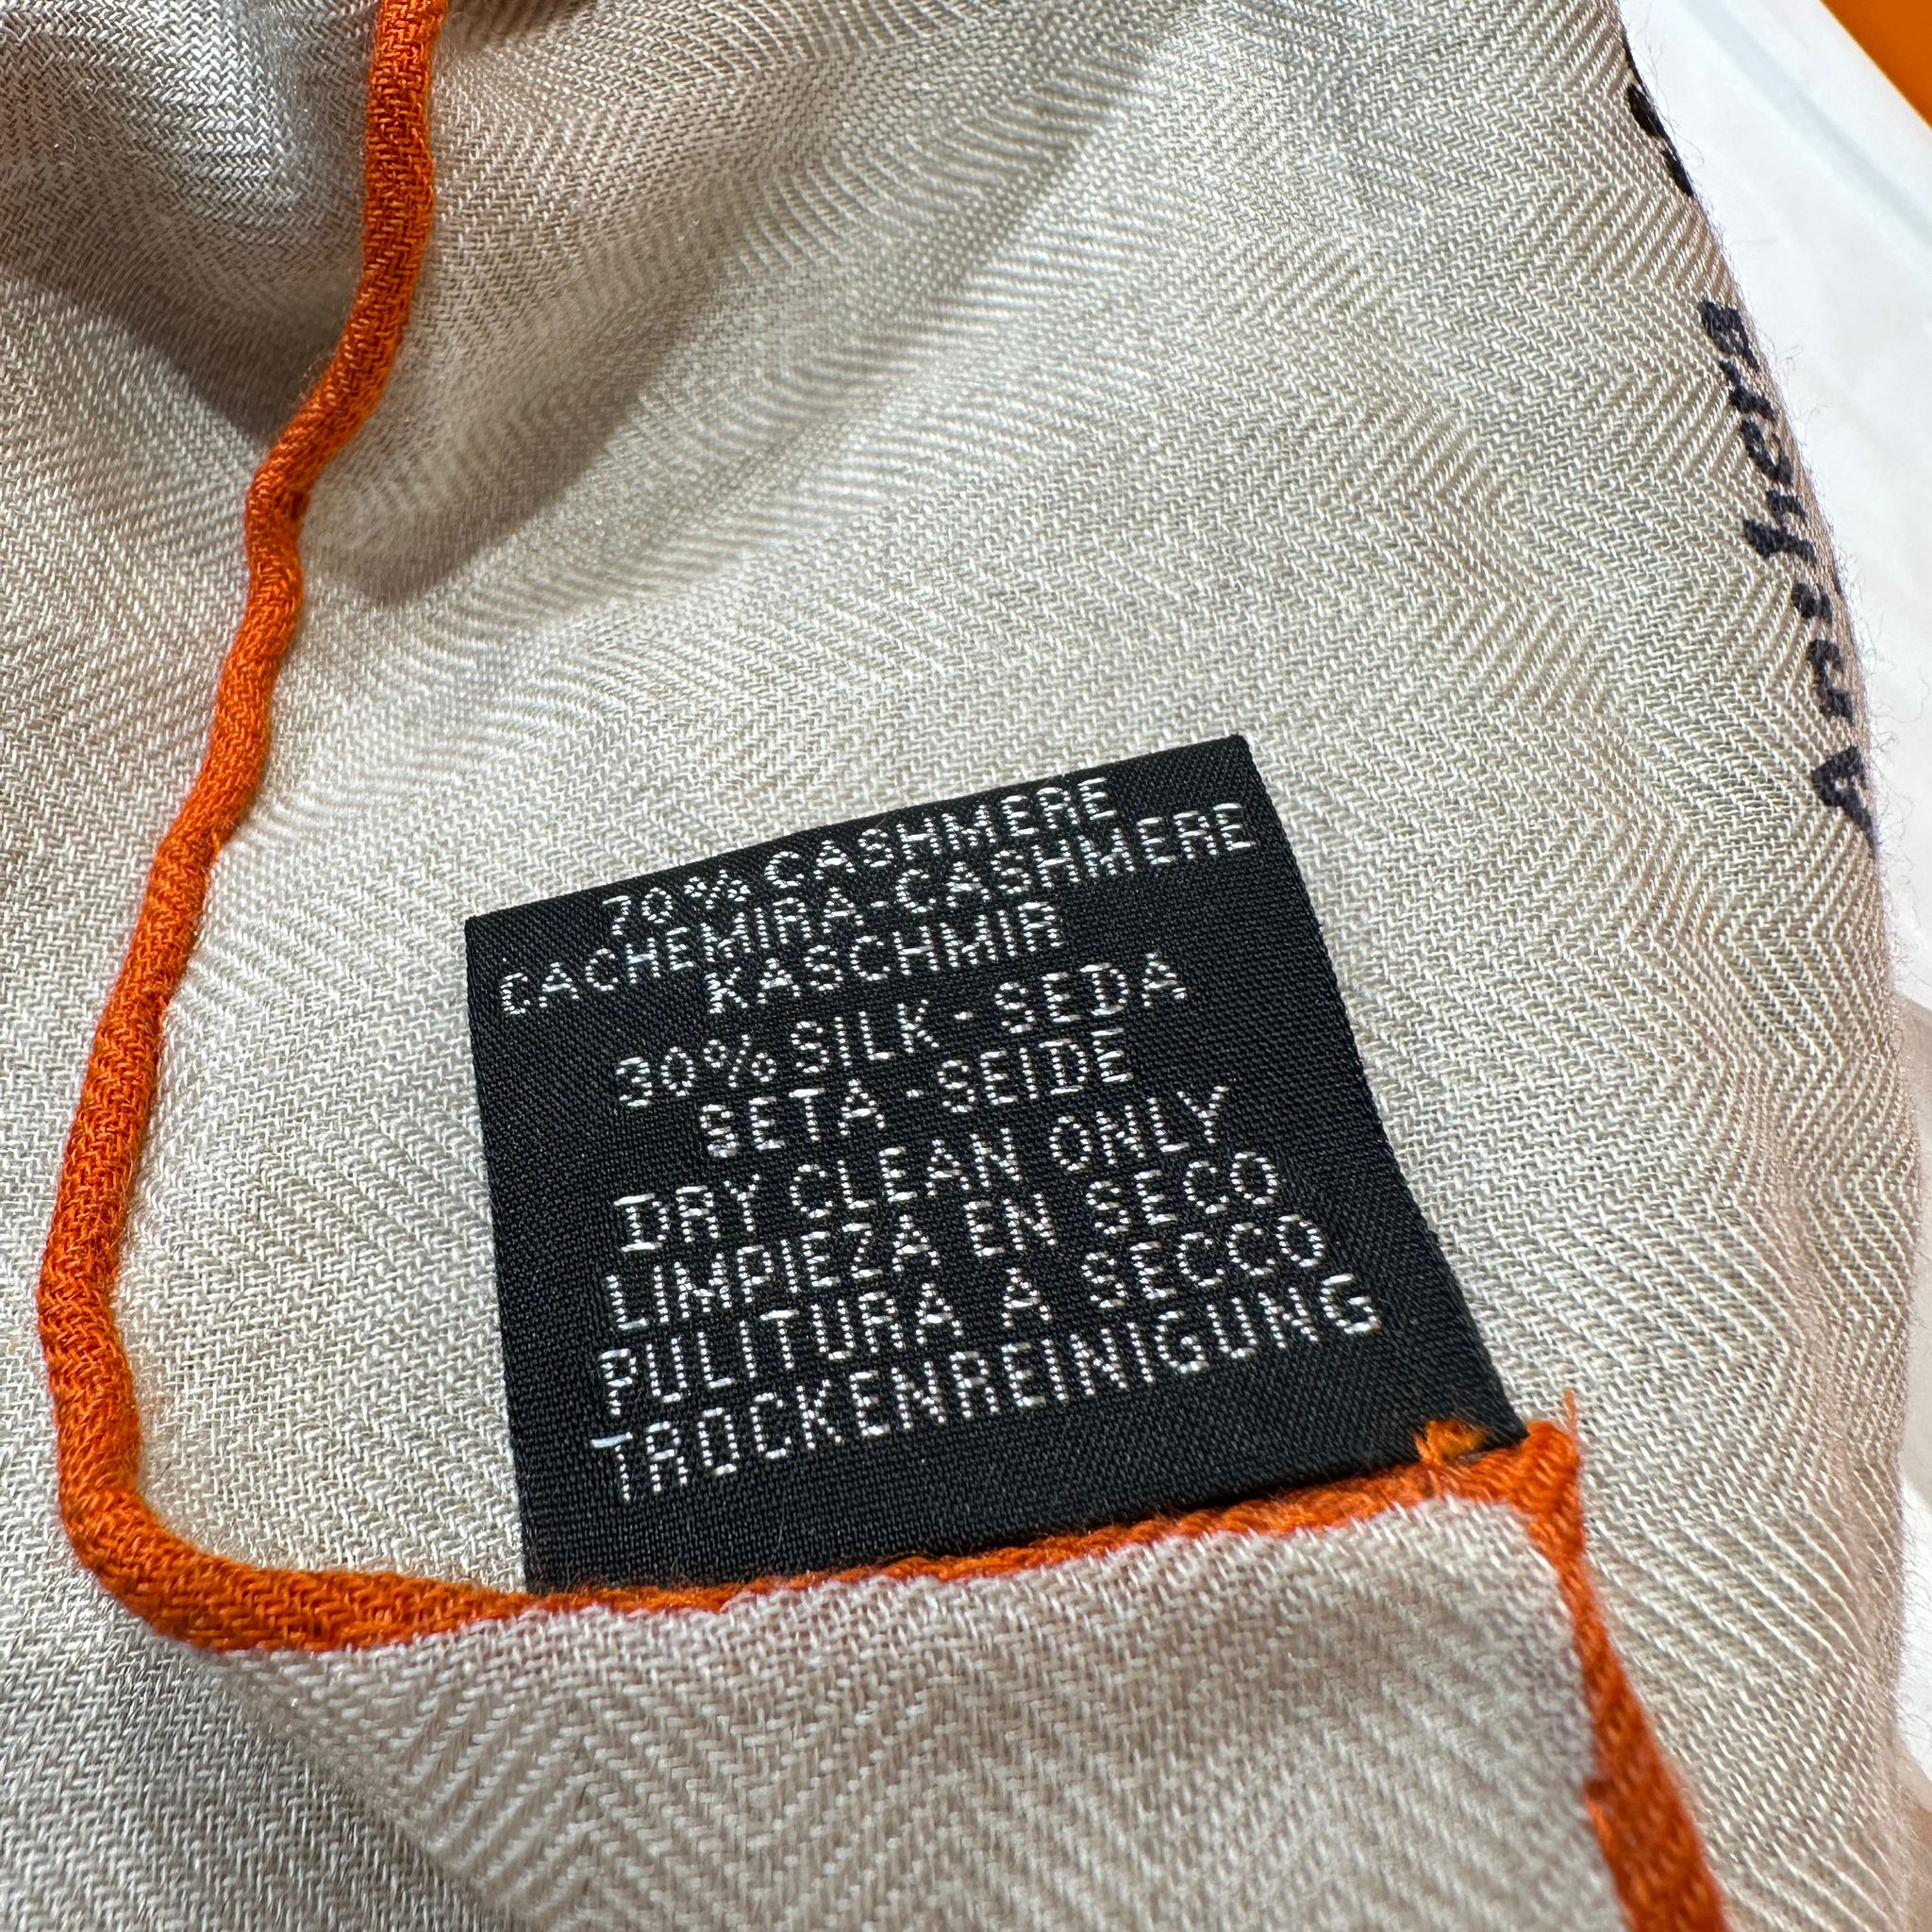 70% CASHMERE
CACHEMIRA-CASHMERE
KASCHMIR
30% SILK - SEDA
SETA - SEIDE
DRY CLEAN ONLY
LIMPIEZA EN SECO
PULITURA A SECCO
TROCKENREINIGUNG